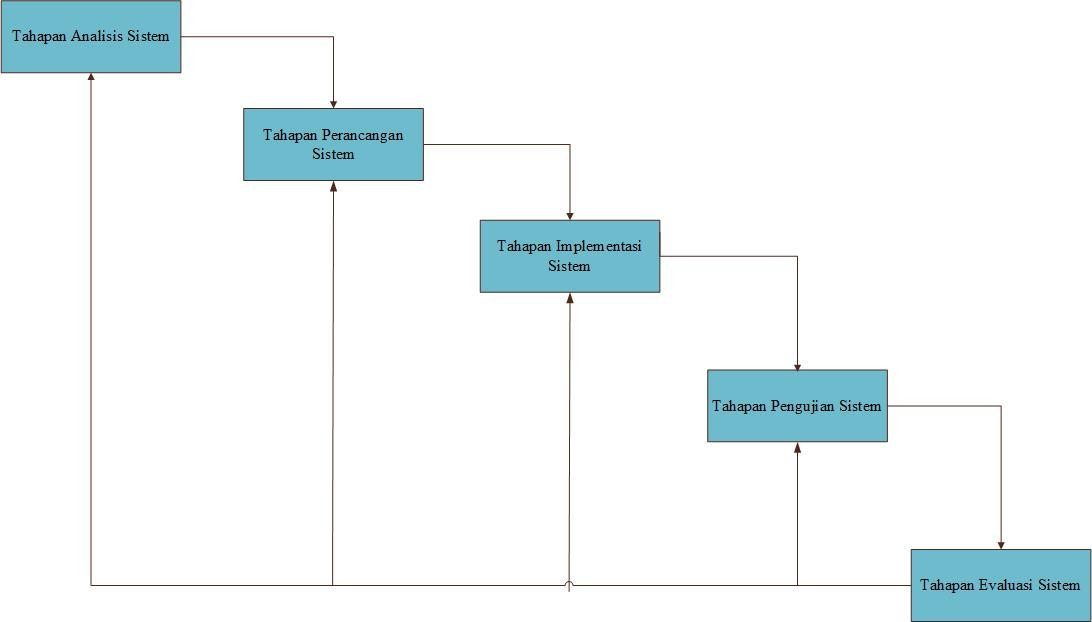 Tahapan Analisis Sistem
Tahapan Perancangan
Sistem
Tahapan Implementasi
Sistem
Tahapan Pengujian Sistem
Tahapan Evaluasi Sistem